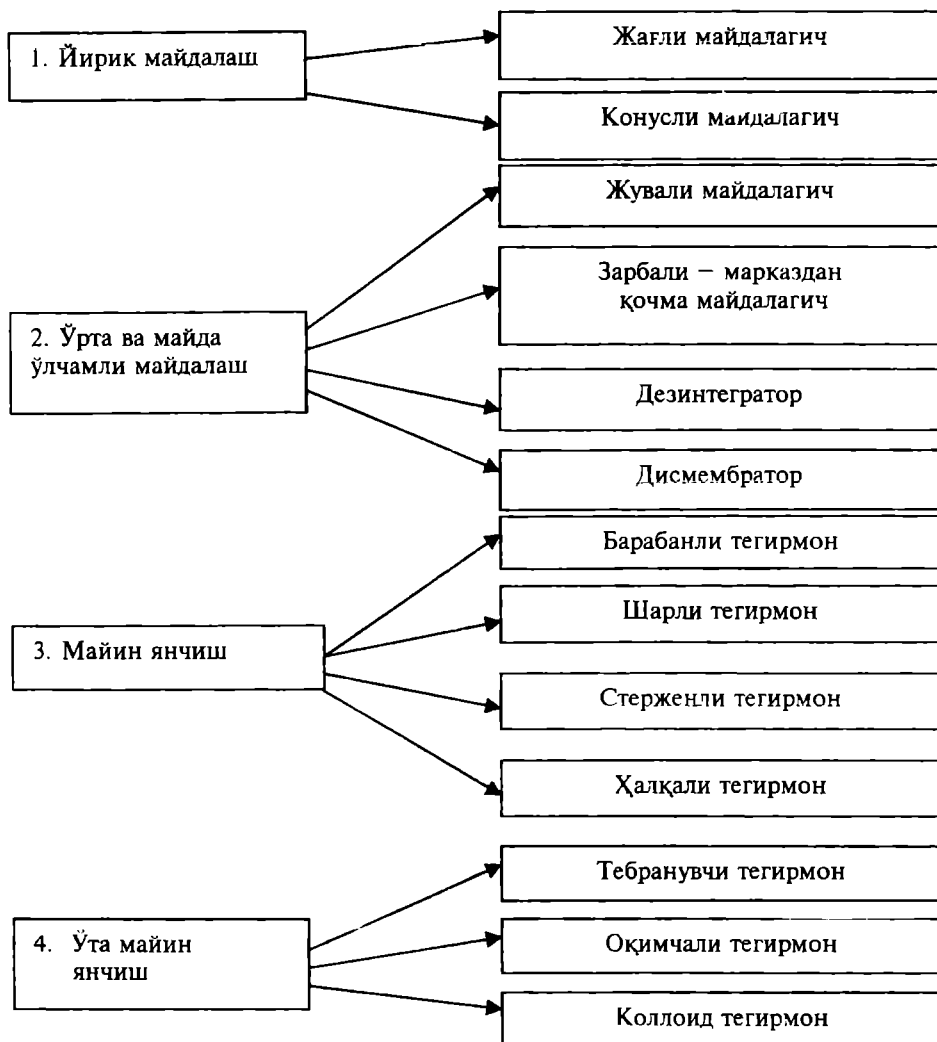 1. Йирик майдалаш
Жағли майдалагич
Конусли майдалагич
2. Ўрта ва майда
ўлчамли майдалаш
Жували майдалагич
Зарбали – марказдан
қочма майдалагич
Дезинтегратор
Дисмембратор
3. Майин янчиш
Барабанли тегирмон
Шарли тегирмон
Стерженли тегирмон
Ҳалқали тегирмон
4. Ўта майин
янчиш
Тебранувчи тегирмон
Оқимчали тегирмон
Коллоид тегирмон